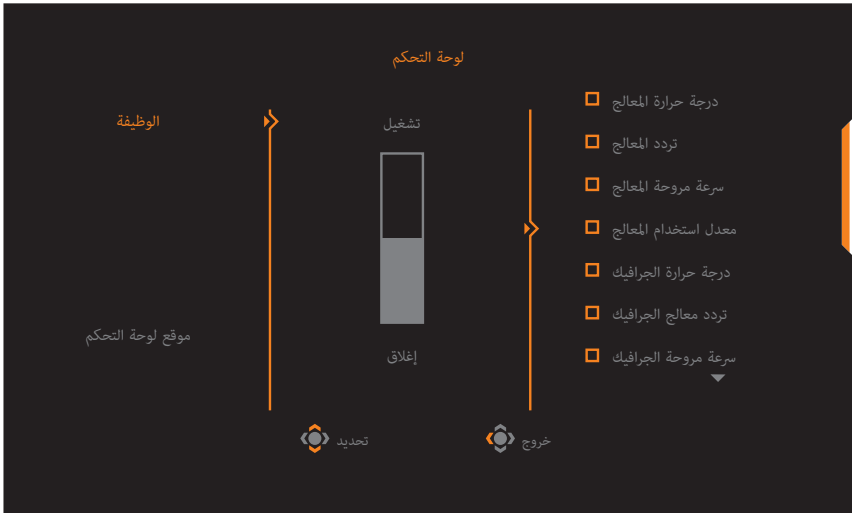 لوحة التحكم
الوظيفة
موقع لوحة التحكم
تشغيل
إغلاق
درجة حرارة المعالج
تردد المعالج
سرعة مروحة المعالج
معدل استخدام المعالج
درجة حرارة الجرافيك
تردد معالج الجرافيك
سرعة مروحة الجرافيك
تحديد
خروج